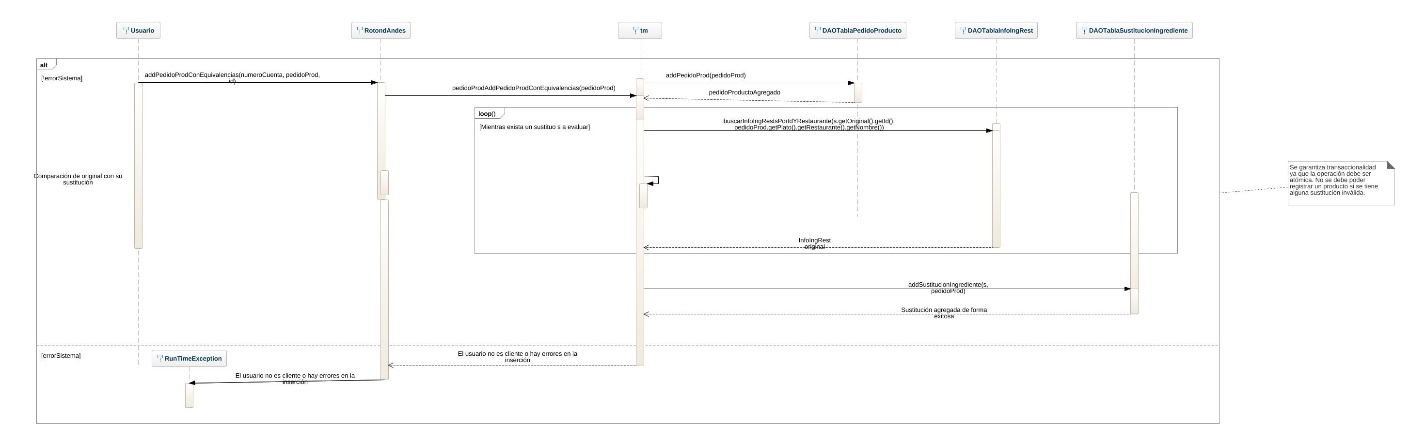 Usuario
RotondAndes
tm
DAOTablaPedidoProducto
DAOTablaInfoIngRest
DAOTablaSustitucionIngrediente
alt
[!errorSistema]
addPedidoProdConEquivalencias(numeroCuenta, pedidoProd,
id)
addPedidoProd(pedidoProd)
pedidoProdAddPedidoProdConEquivalencias(pedidoProd)
pedidoProductoAgregado
loop()
[Mientras exista un sustituo s a evaluar]
buscarInfoIngRestsPorIdYRestaurante(s.getOriginal().getId()
pedidoProd.getPlato().getRestaurante().getNombre())
Comparación de original con su
sustitución
Se garantiza transaccionalidad
ya que la operación debe ser
atómica. No se debe poder
registrar un producto si se tiene
alguna sustitución inválida.
InfoIngRest
original
addSustitucionIngrediente(s,
pedidoProd)
Sustitución agregada de forma
exitosa
[errorSistema]
RunTimeException
El usuario no es cliente o hay errores en la
inserción
El usuario no es cliente o hay errores en la
inserción